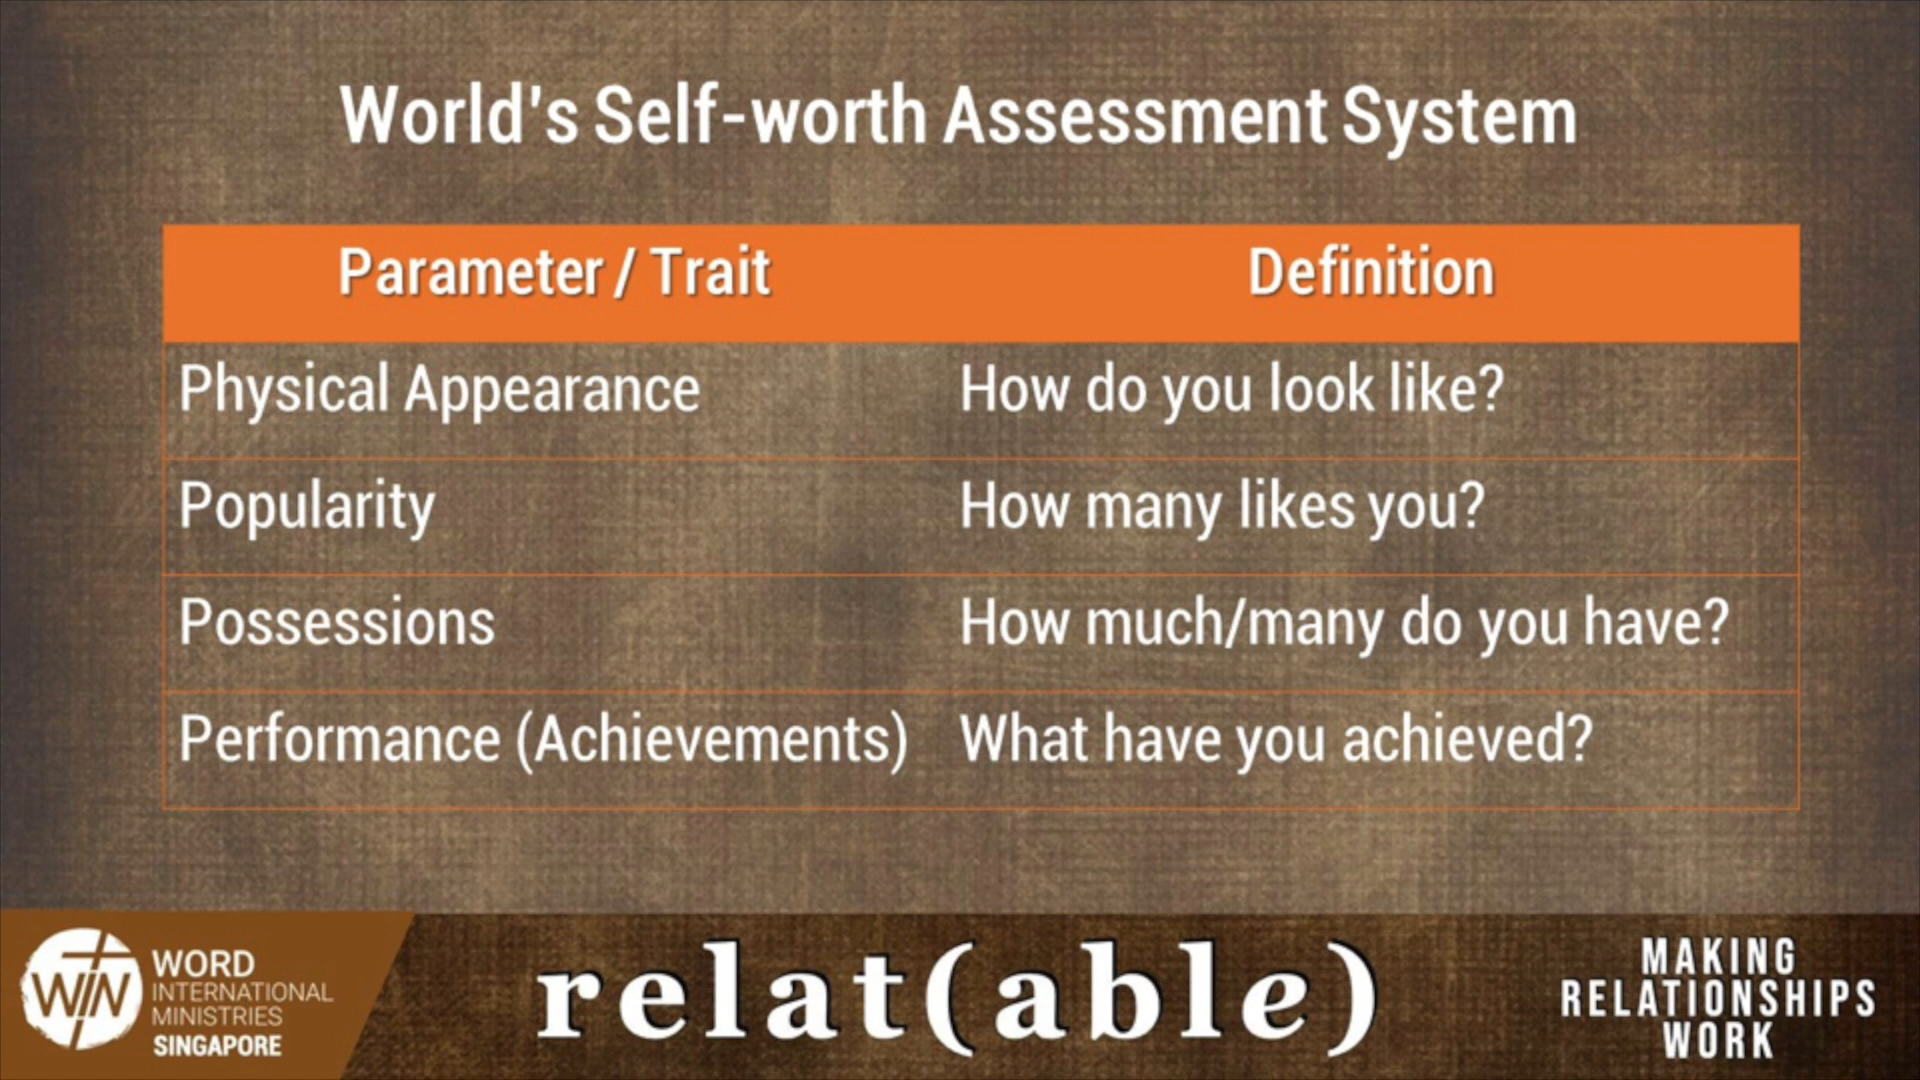 World's Self-worth Assessment System
Parameter / Trait Definition
Physical Appearance How do you look like?
Popularity How many likes you?
Possessions How much/many do you have?
Performance (Achievements) What have you achieved?
WIN
WORD
INTERNATIONAL
MINISTRIES
SINGAPORE
relat(able)
MAKING
RELATIONSHIPS
WORK